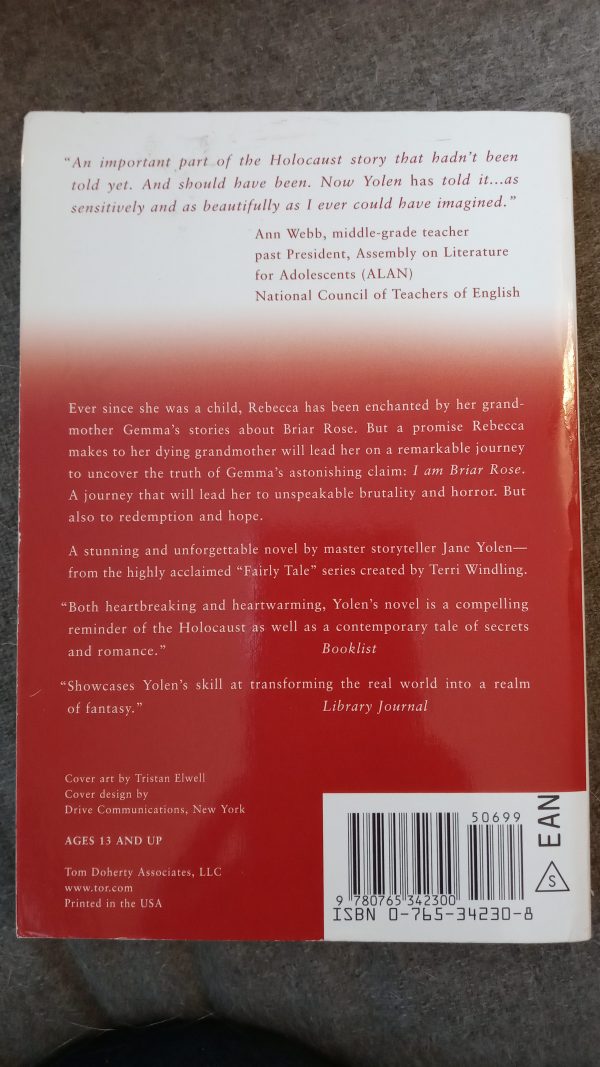 “An important part of the Holocaust story that hadn’t been
told yet. And should have been. Now Yolen has told it...as
sensitively and as beautifully as I ever could have imagined.”
Ann Webb, middle-grade teacher
past President, Assembly on Literature
for Adolescents (ALAN)
National Council of Teachers of English
Ever since she was a child, Rebecca has been enchanted by her grand-
mother Gemma’s stories about Briar Rose. But a promise Rebecca
makes to her dying grandmother will lead her on a remarkable journey
to uncover the truth of Gemma’s astonishing claim: I am Briar Rose.
A journey that will lead her to unspeakable brutality and horror. But
also to redemption and hope.
A stunning and unforgettable novel by master storyteller Jane Yolen—
from the highly acclaimed “Fairly Tale” series created by Terri Windling.
“Both heartbreaking and heartwarming, Yolen’s novel is a compelling
reminder of the Holocaust as well as a contemporary tale of secrets
and romance.” Booklist
“Showcases Yolen’s skill at transforming the real world into a realm
of fantasy.” Library Journal
Cover art by Tristan Elwell
Cover design by
Drive Communications, New York
AGES 13 AND UP
Tom Doherty Associates, LLC
www.tor.com
Printed in the USA
50699
9 780765 342300
ISBN 0-765-34230-8
EAN
S